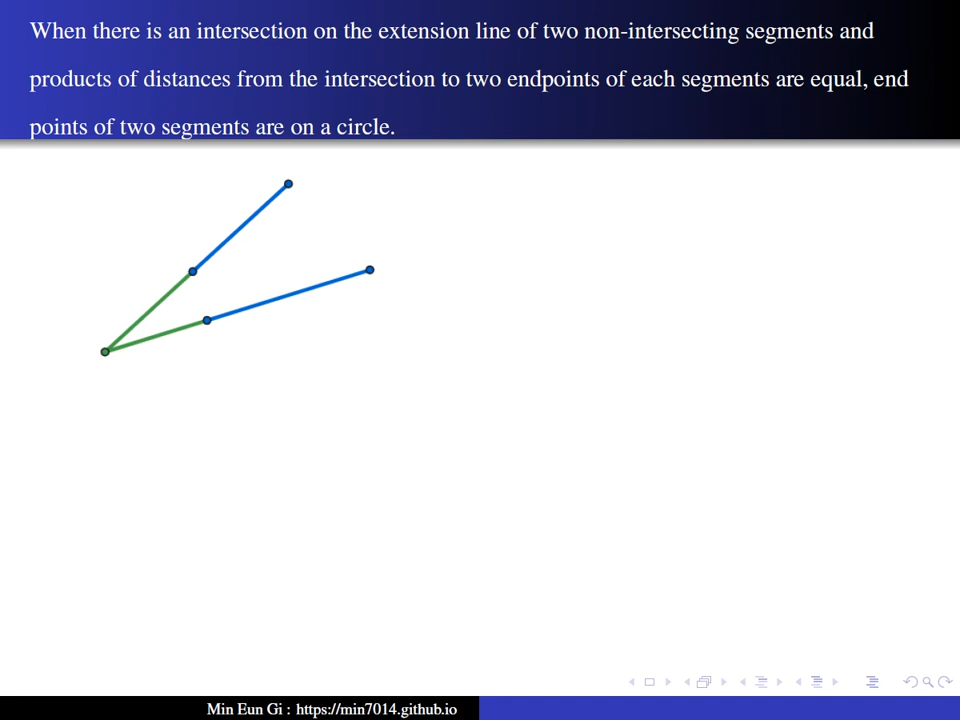 When there is an intersection on the extension line of two non-intersecting segments and
products of distances from the intersection to two endpoints of each segments are equal, end
points of two segments are on a circle.
Min Eun Gi : https://min7014.github.io